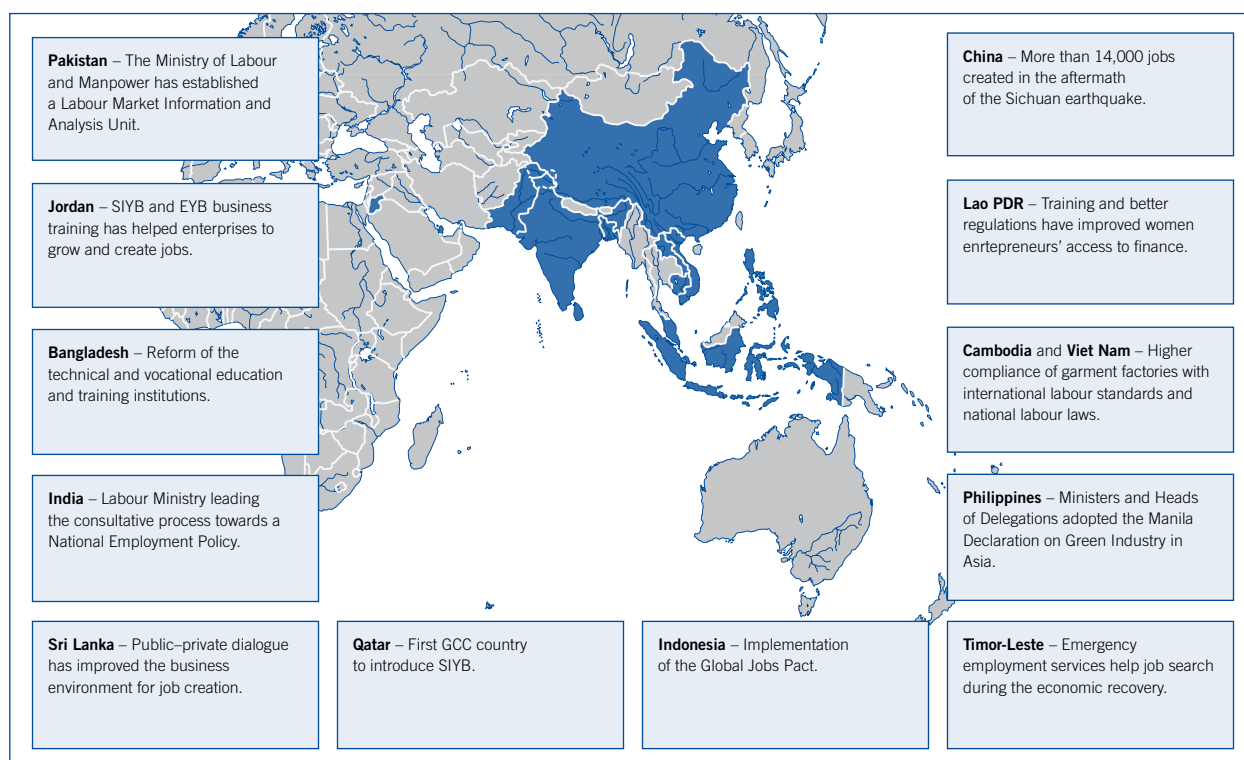 Pakistan – The Ministry of Labour
and Manpower has established
a Labour Market Information and
Analysis Unit.
Jordan – SIYB and EYB business
training has helped enterprises to
grow and create jobs.
Bangladesh – Reform of the
technical and vocational education
and training institutions.
India – Labour Ministry leading
the consultative process towards a
National Employment Policy.
Sri Lanka – Public–private dialogue
has improved the business
environment for job creation.
Qatar – First GCC country
to introduce SIYB.
Indonesia – Implementation
of the Global Jobs Pact.
China – More than 14,000 jobs
created in the aftermath
of the Sichuan earthquake.
Lao PDR – Training and better
regulations have improved women
enrtepreneurs’ access to finance.
Cambodia and Viet Nam – Higher
compliance of garment factories with
international labour standards and
national labour laws.
Philippines – Ministers and Heads
of Delegations adopted the Manila
Declaration on Green Industry in
Asia.
Timor-Leste – Emergency
employment services help job search
during the economic recovery.